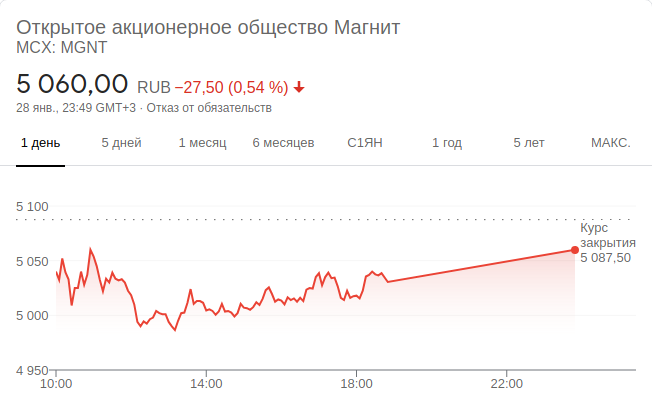 Открытое акционерное общество Магнит
MCX: MGNT
5 060,00 RUB −27,50 (0,54 %)
28 янв., 23:49 GMT+3 · Отказ от обязательств
1 день 5 дней 1 месяц 6 месяцев С1ЯН 1 год 5 лет МАКС.
5 100
Курс
закрытия
5 087,50
5 050
5 000
4 950
10:00 14:00 18:00 22:00